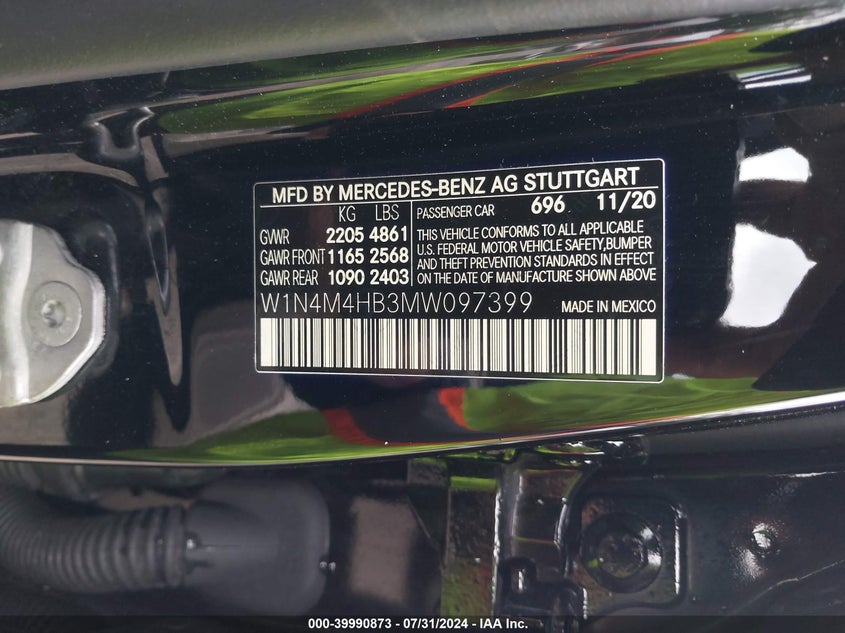 MFD BY MERCEDES-BENZ AG STUTTGART
KG LBS
GVWR 2205 4861
GAWR FRONT 1165 2568
GAWR REAR 1090 2403
PASSENGER CAR 696 11/20
THIS VEHICLE CONFORMS TO ALL APPLICABLE
U.S. FEDERAL MOTOR VEHICLE SAFETY,BUMPER
AND THEFT PREVENTION STANDARDS IN EFFECT
ON THE DATE OF MANUFACTURE SHOWN ABOVE
W1N4M4HB3MW097399 MADE IN MEXICO
000-39990873 - 07/31/2024 - IAA Inc.